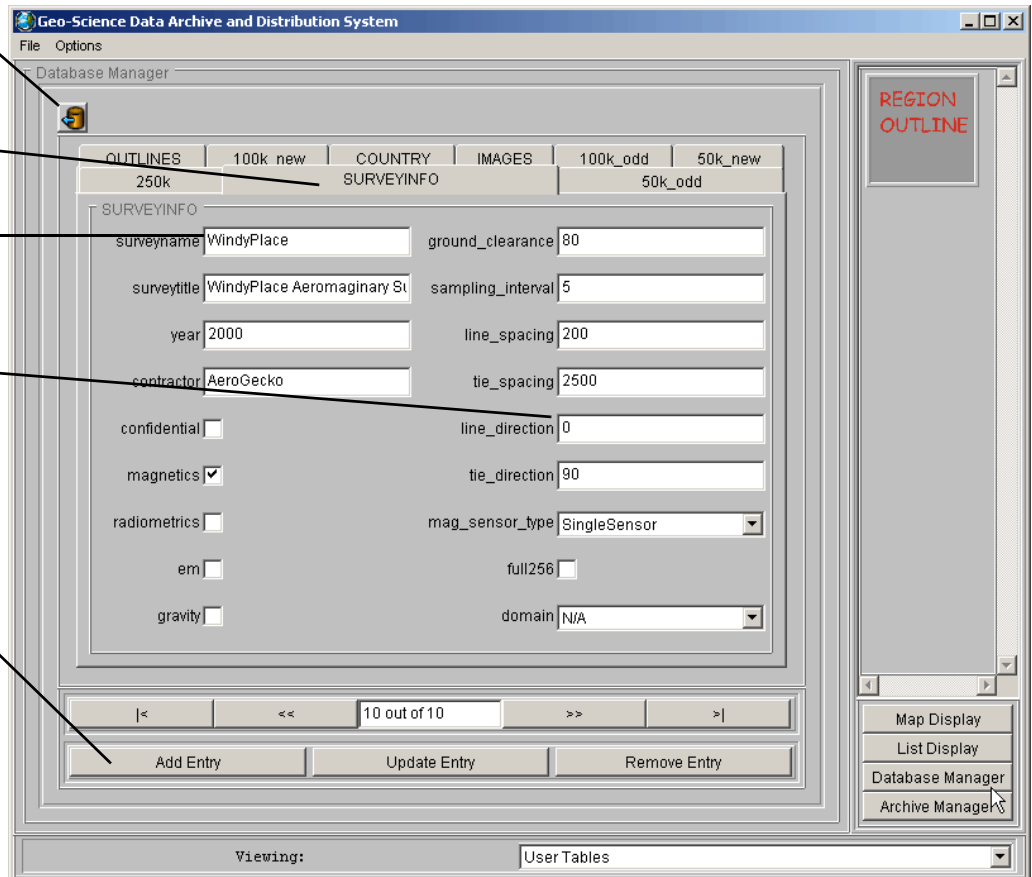 Geo-Science Data Archive and Distribution System
File Options
Database Manager
REGION
OUTLINE
OUTLINES 100k_new COUNTRY IMAGES 100k_odd 50k_new
250k SURVEYINFO 50k_odd
SURVEYINFO
surveyname WindyPlace ground_clearance 80
surveytitle WindyPlace Aeromaginary Su sampling_interval 5
year 2000 line_spacing 200
contractor AeroGecko tie_spacing 2500
confidential line_direction 0
magnetics tie_direction 90
radiometrics mag_sensor_type SingleSensor
em full256
gravity domain N/A
|< << 10 out of 10 >> >|
Add Entry Update Entry Remove Entry
Map Display
List Display
Database Manager
Archive Manager
Viewing: User Tables